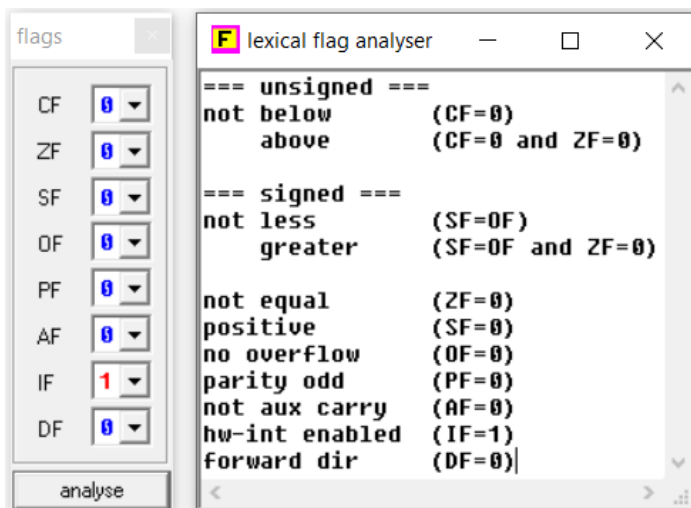 flags
CF 0
ZF 0
SF 0
OF 0
PF 0
AF 0
IF 1
DF 0
analyse
F lexical flag analyser
=== unsigned ===
not below (CF=0)
above (CF=0 and ZF=0)
=== signed ===
not less (SF=OF)
greater (SF=OF and ZF=0)
not equal (ZF=0)
positive (SF=0)
no overflow (OF=0)
parity odd (PF=0)
not aux carry (AF=0)
hw-int enabled (IF=1)
forward dir (DF=0)